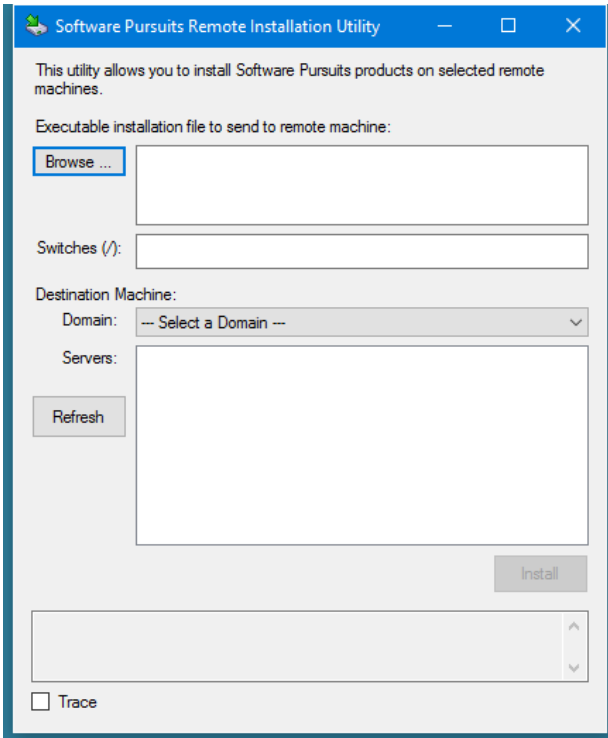 Software Pursuits Remote Installation Utility
This utility allows you to install Software Pursuits products on selected remote
machines.
Executable installation file to send to remote machine:
Browse ...
Switches (/):
Destination Machine:
Domain: --- Select a Domain ---
Servers:
Refresh
Install
Trace